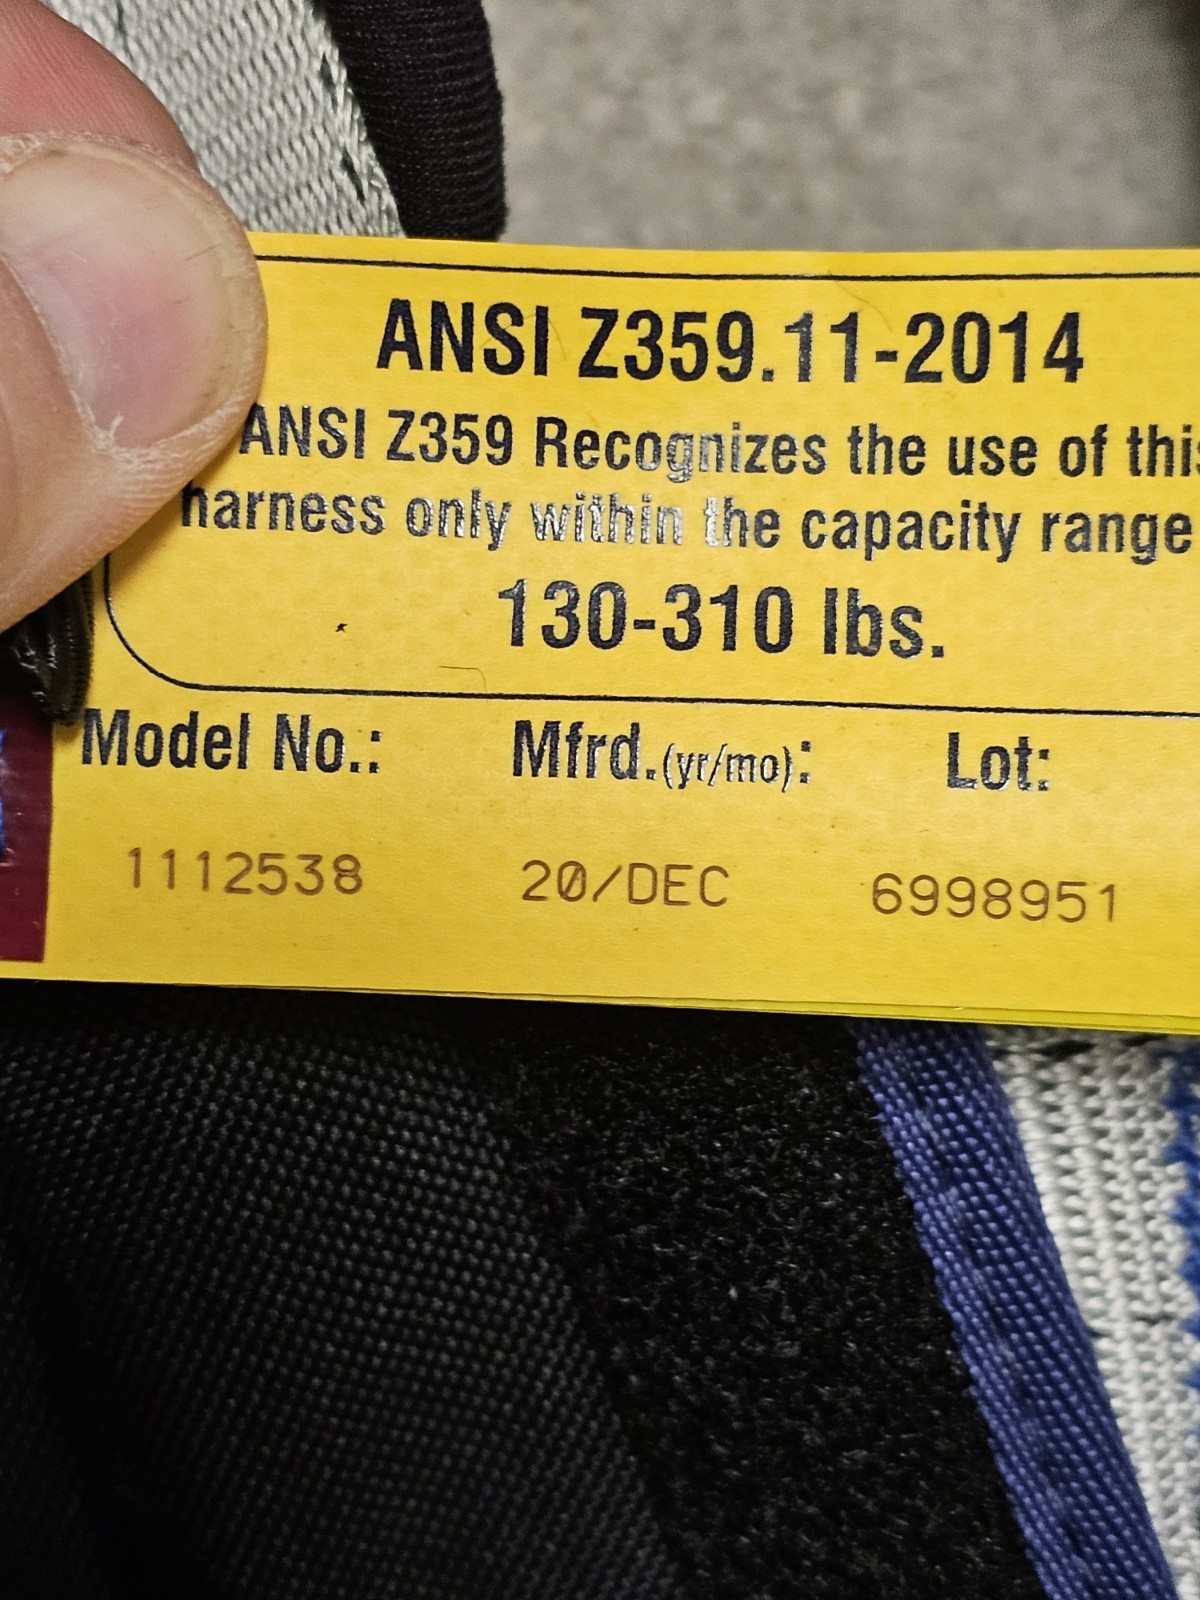 ANSI Z359.11-2014
ANSI Z359 Recognizes the use of this
harness only within the capacity range
130-310 lbs.
Model No.: Mfrd.(yr/mo): Lot:
1112538 20/DEC 6998951